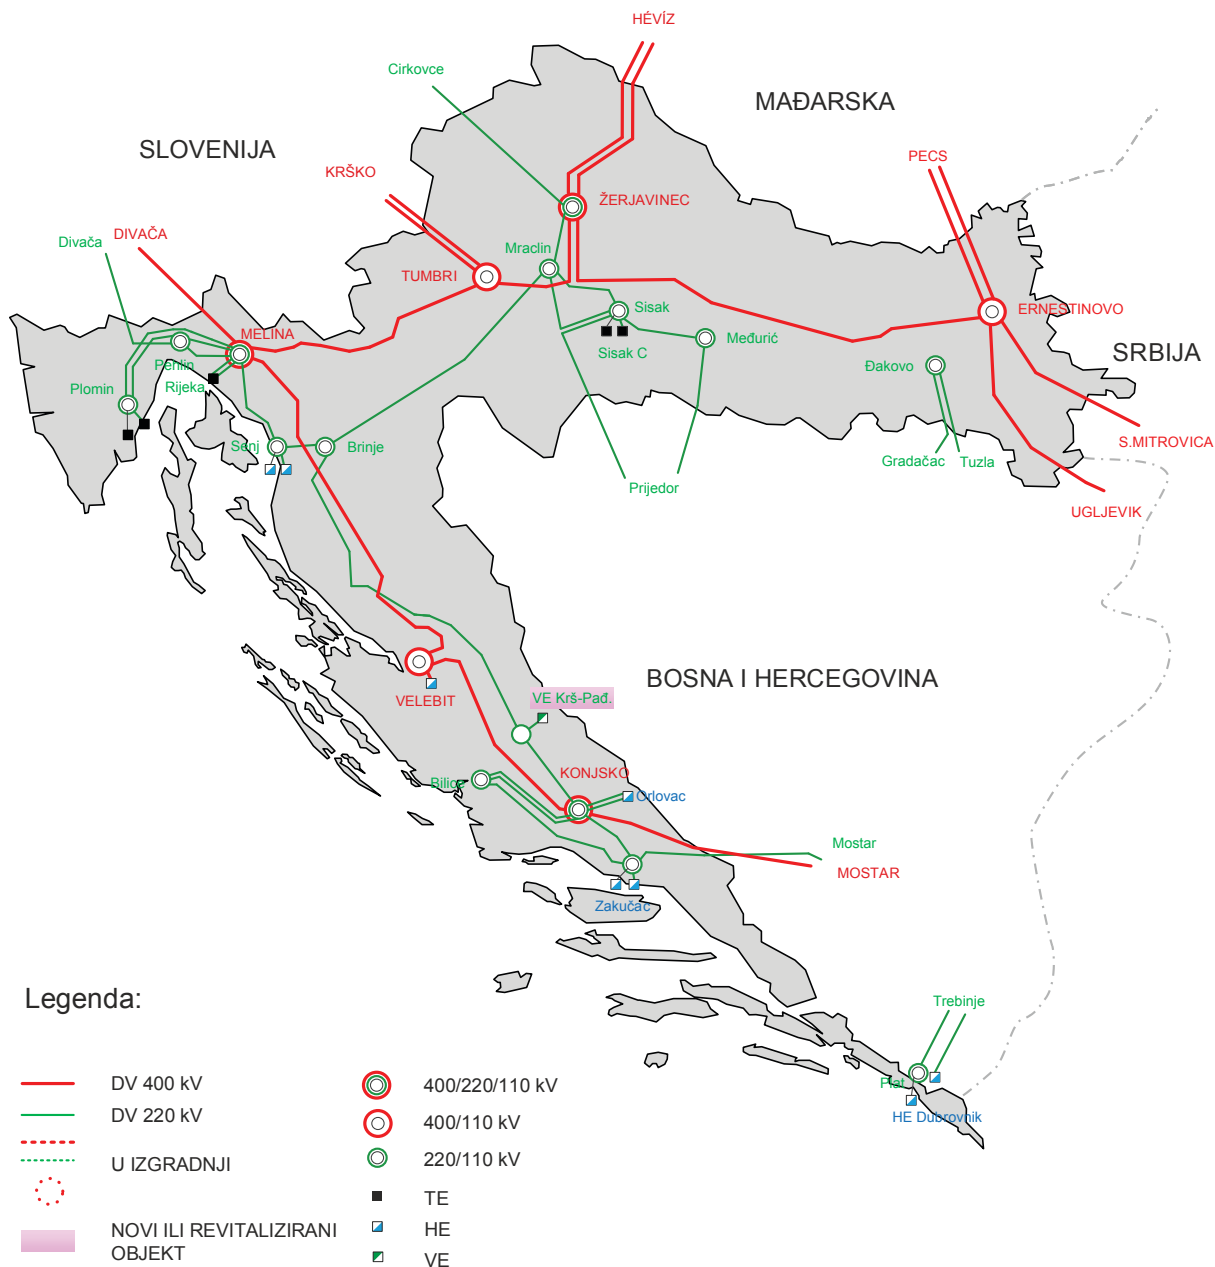 HÉVÍZ
Cirkovce
MAĐARSKA
SLOVENIJA
PECS
KRŠKO
ŽERJAVINEC
DIVAČA
Divača
Mraclin
TUMBRI
Sisak
ERNESTINOVO
MELINA
Međurić
SRBIJA
Sisak C
Pehlin
Đakovo
Rijeka
Plomin
S.MITROVICA
Senj
Brinje
Gradačac
Tuzla
Prijedor
UGLJEVIK
BOSNA I HERCEGOVINA
VELEBIT
VE Krš-Pađ.
KONJSKO
Bilice
Orlovac
Mostar
MOSTAR
Zakučac
Legenda:
Trebinje
Plat
HE Dubrovnik
DV 400 kV
DV 220 kV
U IZGRADNJI
NOVI ILI REVITALIZIRANI
OBJEKT
400/220/110 kV
400/110 kV
220/110 kV
TE
HE
VE